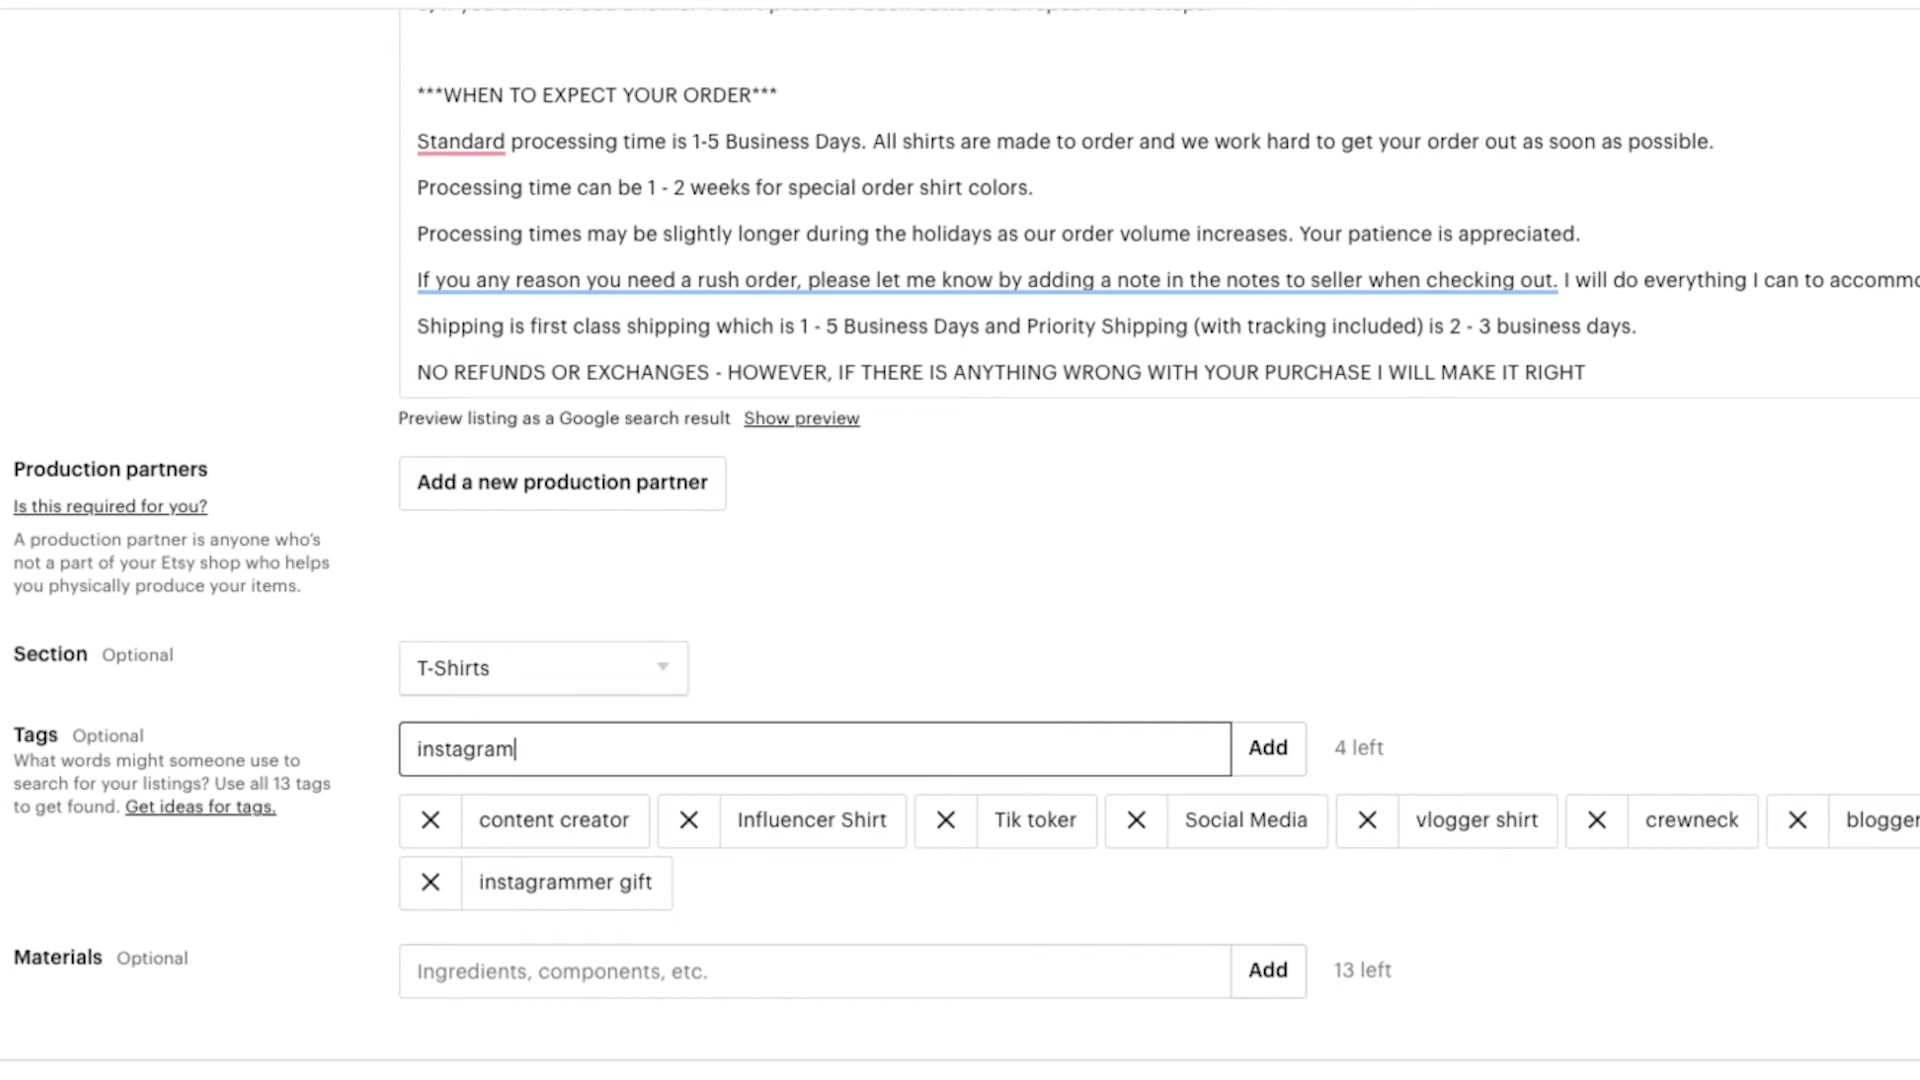 ***WHEN TO EXPECT YOUR ORDER***
Standard processing time is 1-5 Business Days. All shirts are made to order and we work hard to get your order out as soon as possible.
Processing time can be 1 - 2 weeks for special order shirt colors.
Processing times may be slightly longer during the holidays as our order volume increases. Your patience is appreciated.
If you any reason you need a rush order, please let me know by adding a note in the notes to seller when checking out. I will do everything I can to accommo
Shipping is first class shipping which is 1 - 5 Business Days and Priority Shipping (with tracking included) is 2 - 3 business days.
NO REFUNDS OR EXCHANGES - HOWEVER, IF THERE IS ANYTHING WRONG WITH YOUR PURCHASE I WILL MAKE IT RIGHT
Preview listing as a Google search result Show preview
Production partners
Is this required for you?
A production partner is anyone who's
not a part of your Etsy shop who helps
you physically produce your items.
Add a new production partner
Section Optional
T-Shirts
Tags Optional
What words might someone use to
search for your listings? Use all 13 tags
to get found. Get ideas for tags.
instagram Add 4 left
content creator Influencer Shirt Tik toker Social Media vlogger shirt crewneck blogger
instagrammer gift
Materials Optional
Ingredients, components, etc. Add 13 left